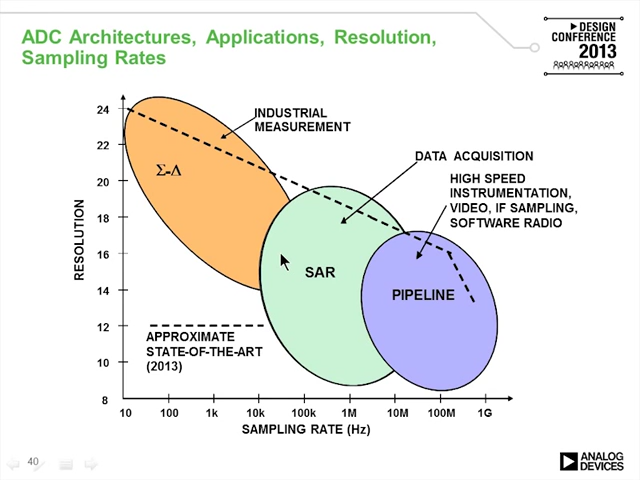 ADC Architectures, Applications, Resolution,
Sampling Rates
DESIGN
CONFERENCE
2013
24
22
20
18
16
14
12
10
8
RESOLUTION
INDUSTRIAL
MEASUREMENT
DATA ACQUISITION
HIGH SPEED
INSTRUMENTATION,
VIDEO, IF SAMPLING,
SOFTWARE RADIO
Σ-Δ
SAR
PIPELINE
APPROXIMATE
STATE-OF-THE-ART
(2013)
10 100 1k 10k 100k 1M 10M 100M 1G
SAMPLING RATE (Hz)
40
ANALOG
DEVICES